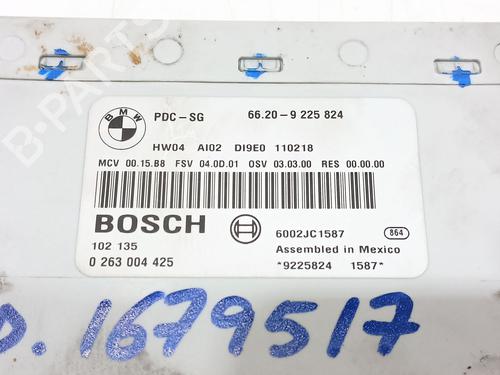 BMW
PDC-SG 66.20-9 225 824
HW04 AI02 DI9E0 110218
MCV 00.15.B8 FSV 04.0D.01 OSV 03.03.00 RES 00.00.00
BOSCH
6002JC1587 864
102 135 Assembled in Mexico
0 263 004 425 *9225824 1587*
D. 1679517
B-PARTS